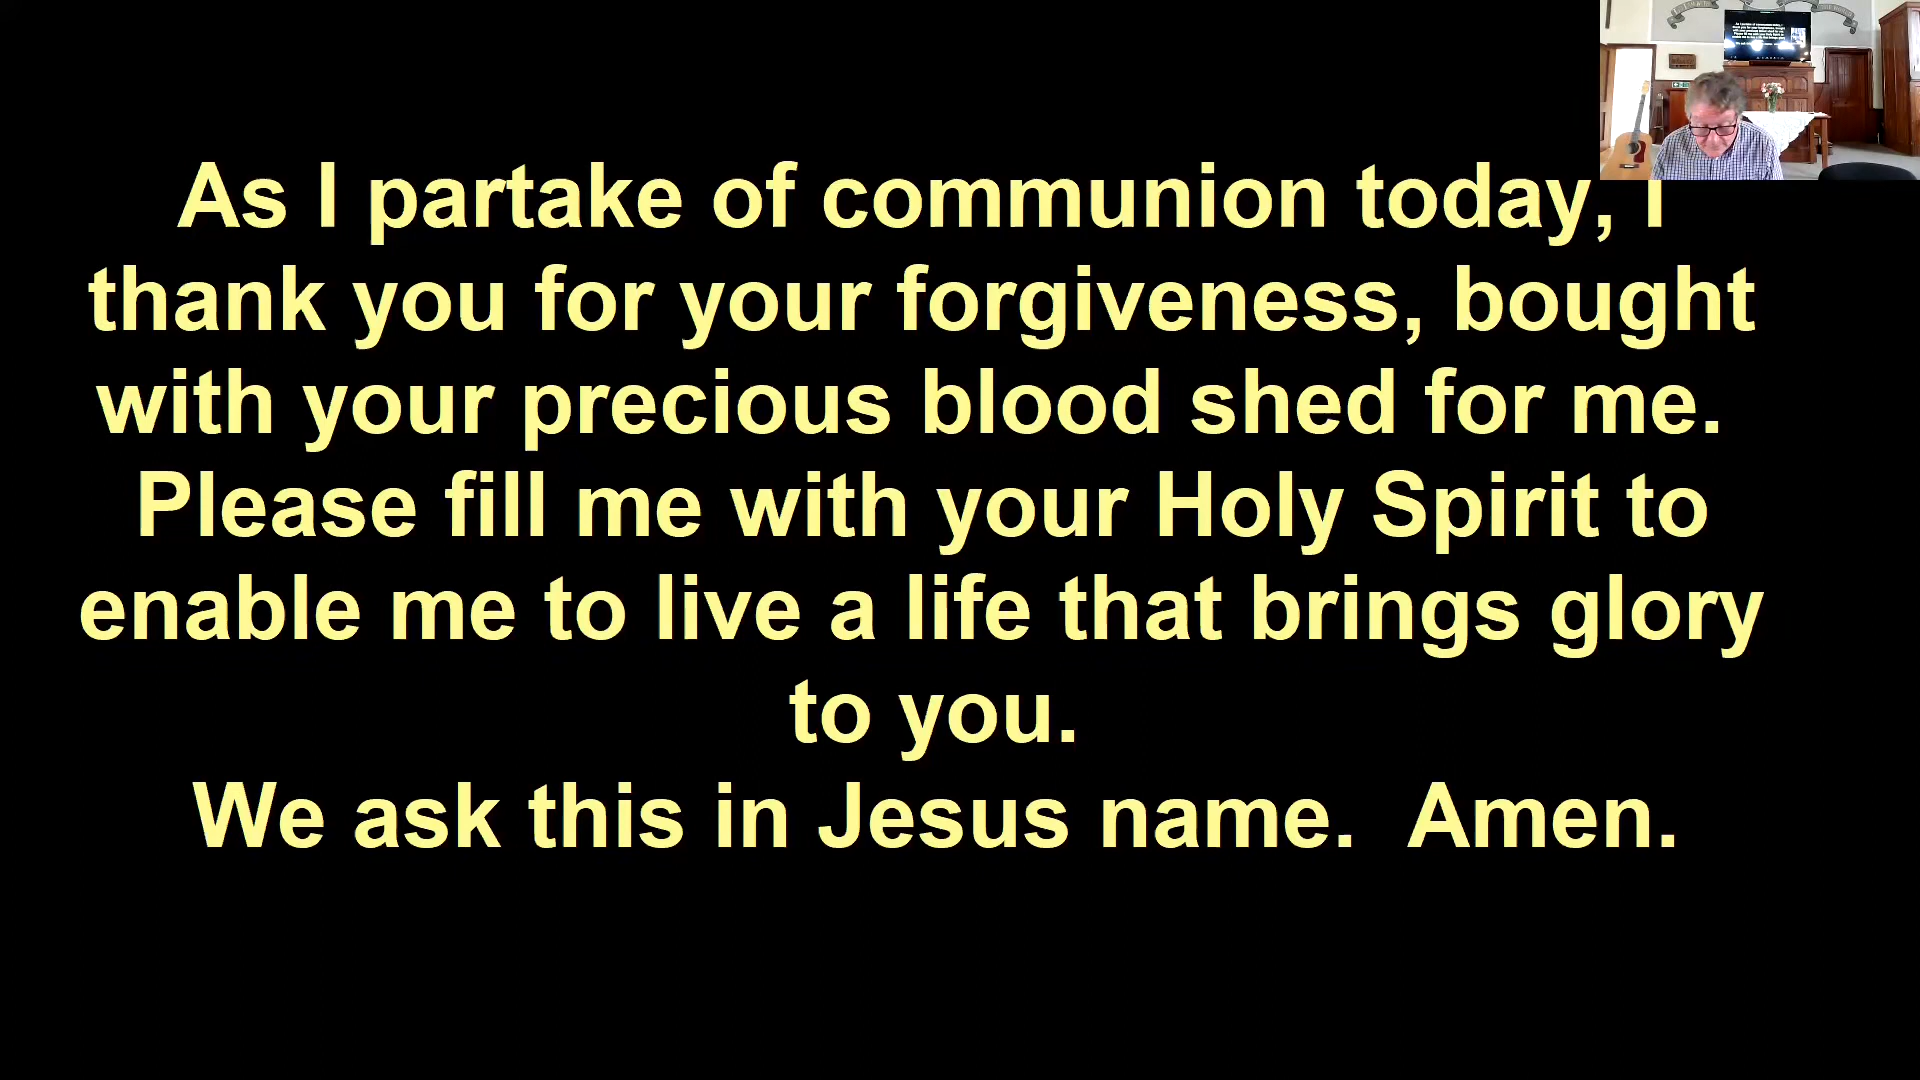 As I partake of communion today, I
thank you for your forgiveness, bought
with your precious blood shed for me.
Please fill me with your Holy Spirit to
enable me to live a life that brings glory
to you.
We ask this in Jesus name.  Amen.